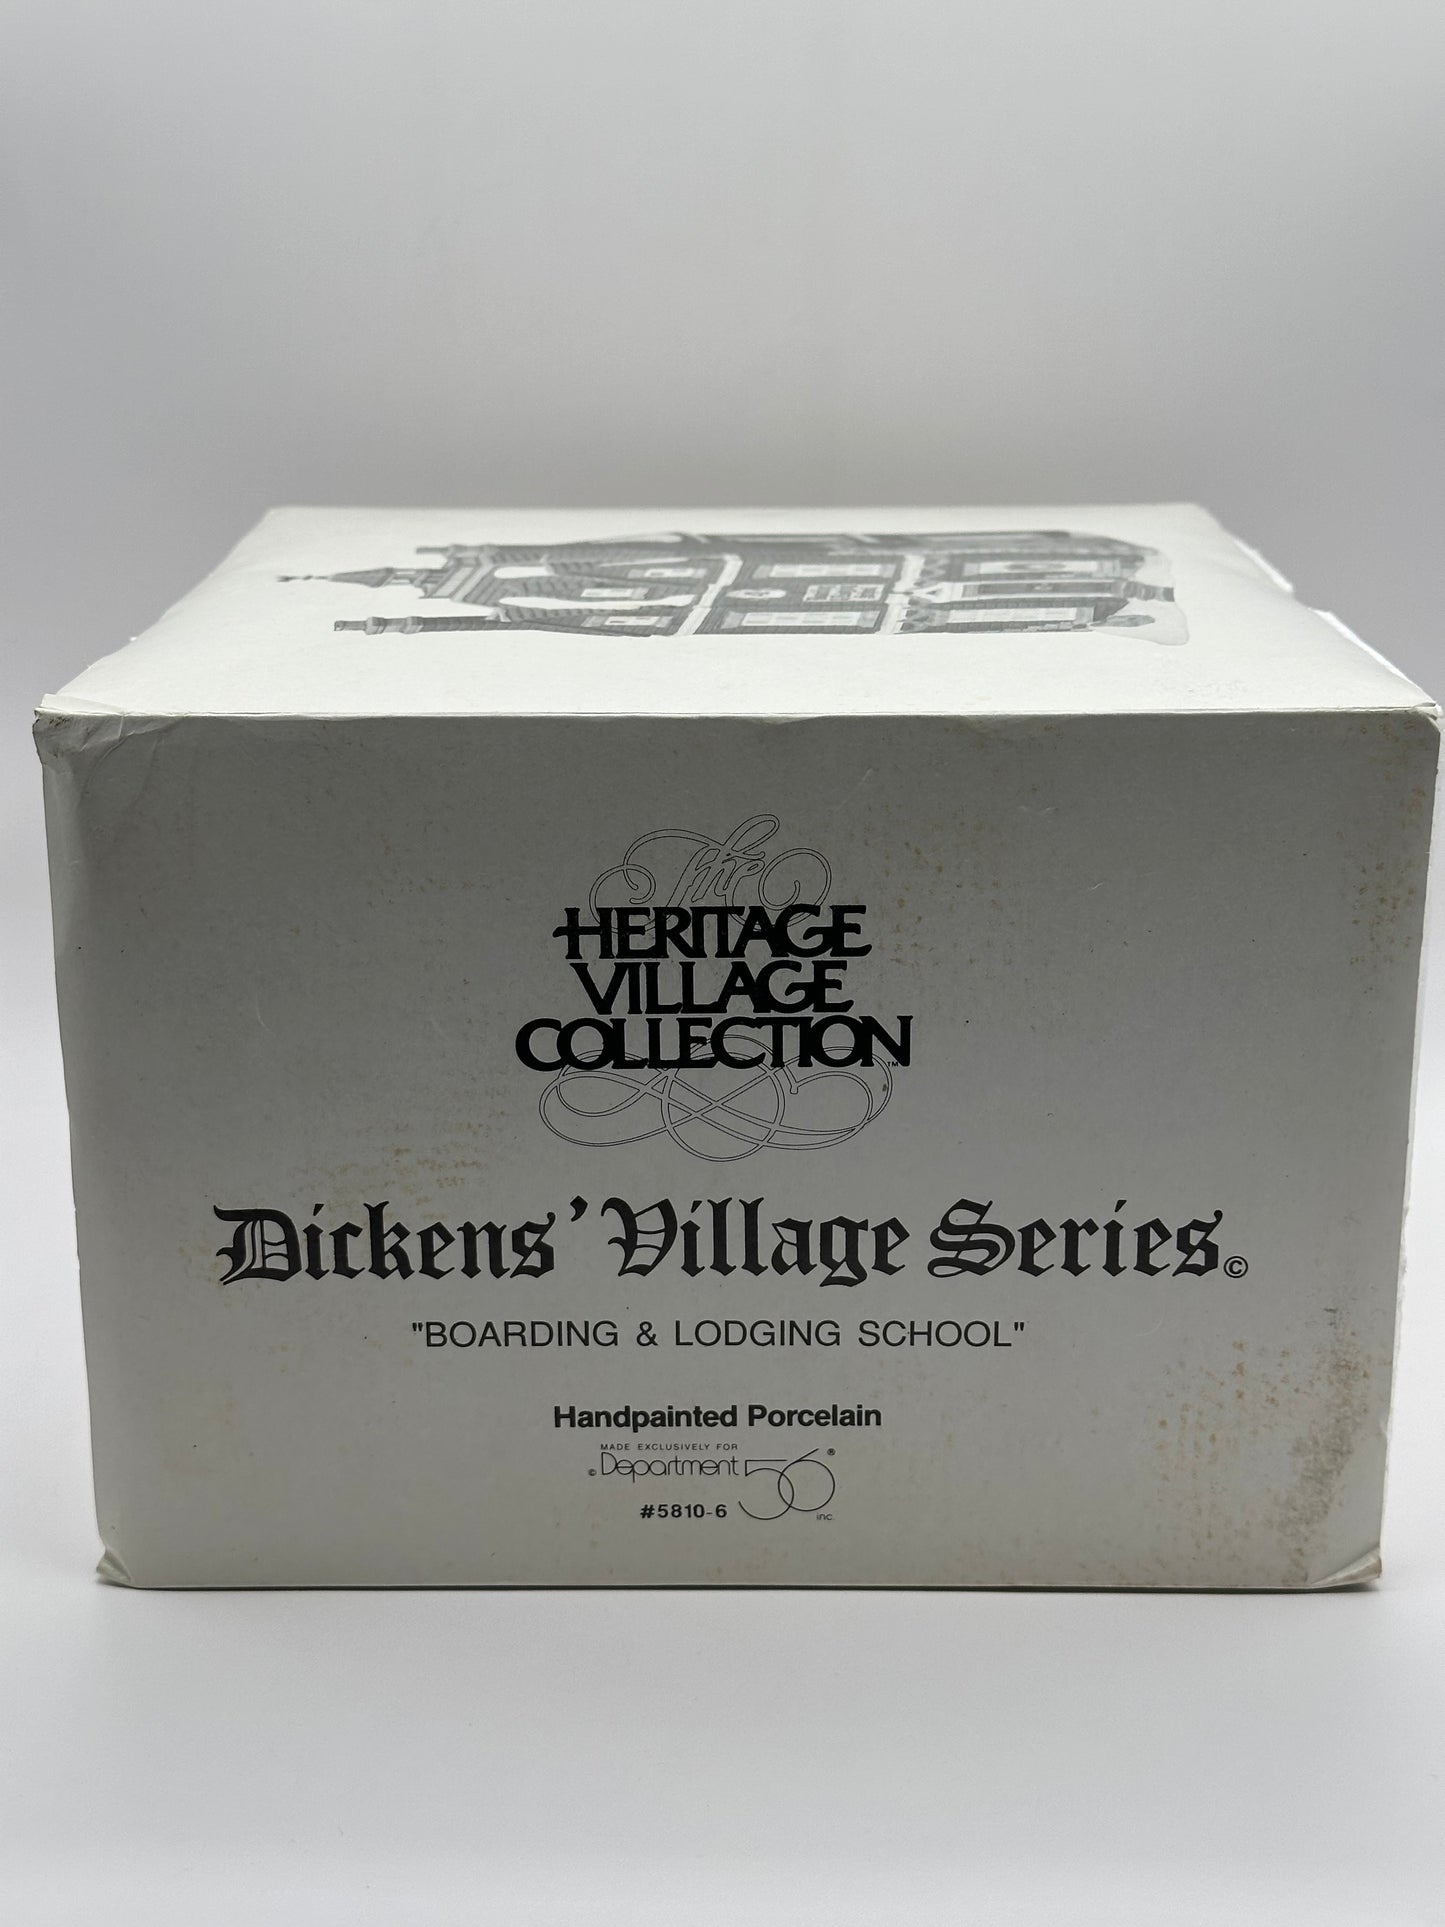 The
HERITAGE
VILLAGE
COLLECTION™
Dickens' Village Series©
"BOARDING & LODGING SCHOOL"
Handpainted Porcelain
MADE EXCLUSIVELY FOR
© Department 56®
#5810-6 inc.